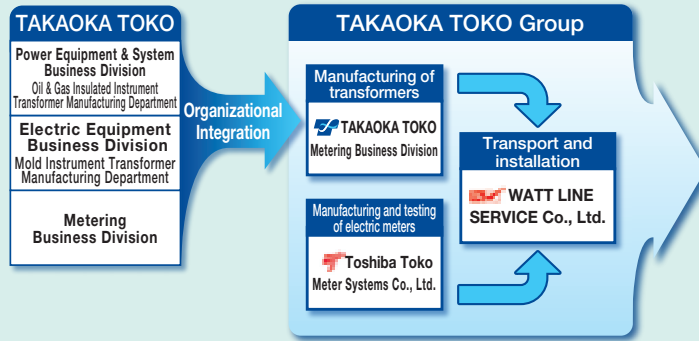 TAKAOKA TOKO
Power Equipment & System
Business Division
Oil & Gas Insulated Instrument
Transformer Manufacturing Department
Electric Equipment
Business Division
Mold Instrument Transformer
Manufacturing Department
Metering
Business Division
Organizational
Integration
TAKAOKA TOKO Group
Manufacturing of
transformers
TAKAOKA TOKO
Metering Business Division
Manufacturing and testing
of electric meters
Toshiba Toko
Meter Systems Co., Ltd.
Transport and
installation
WATT LINE
SERVICE Co., Ltd.